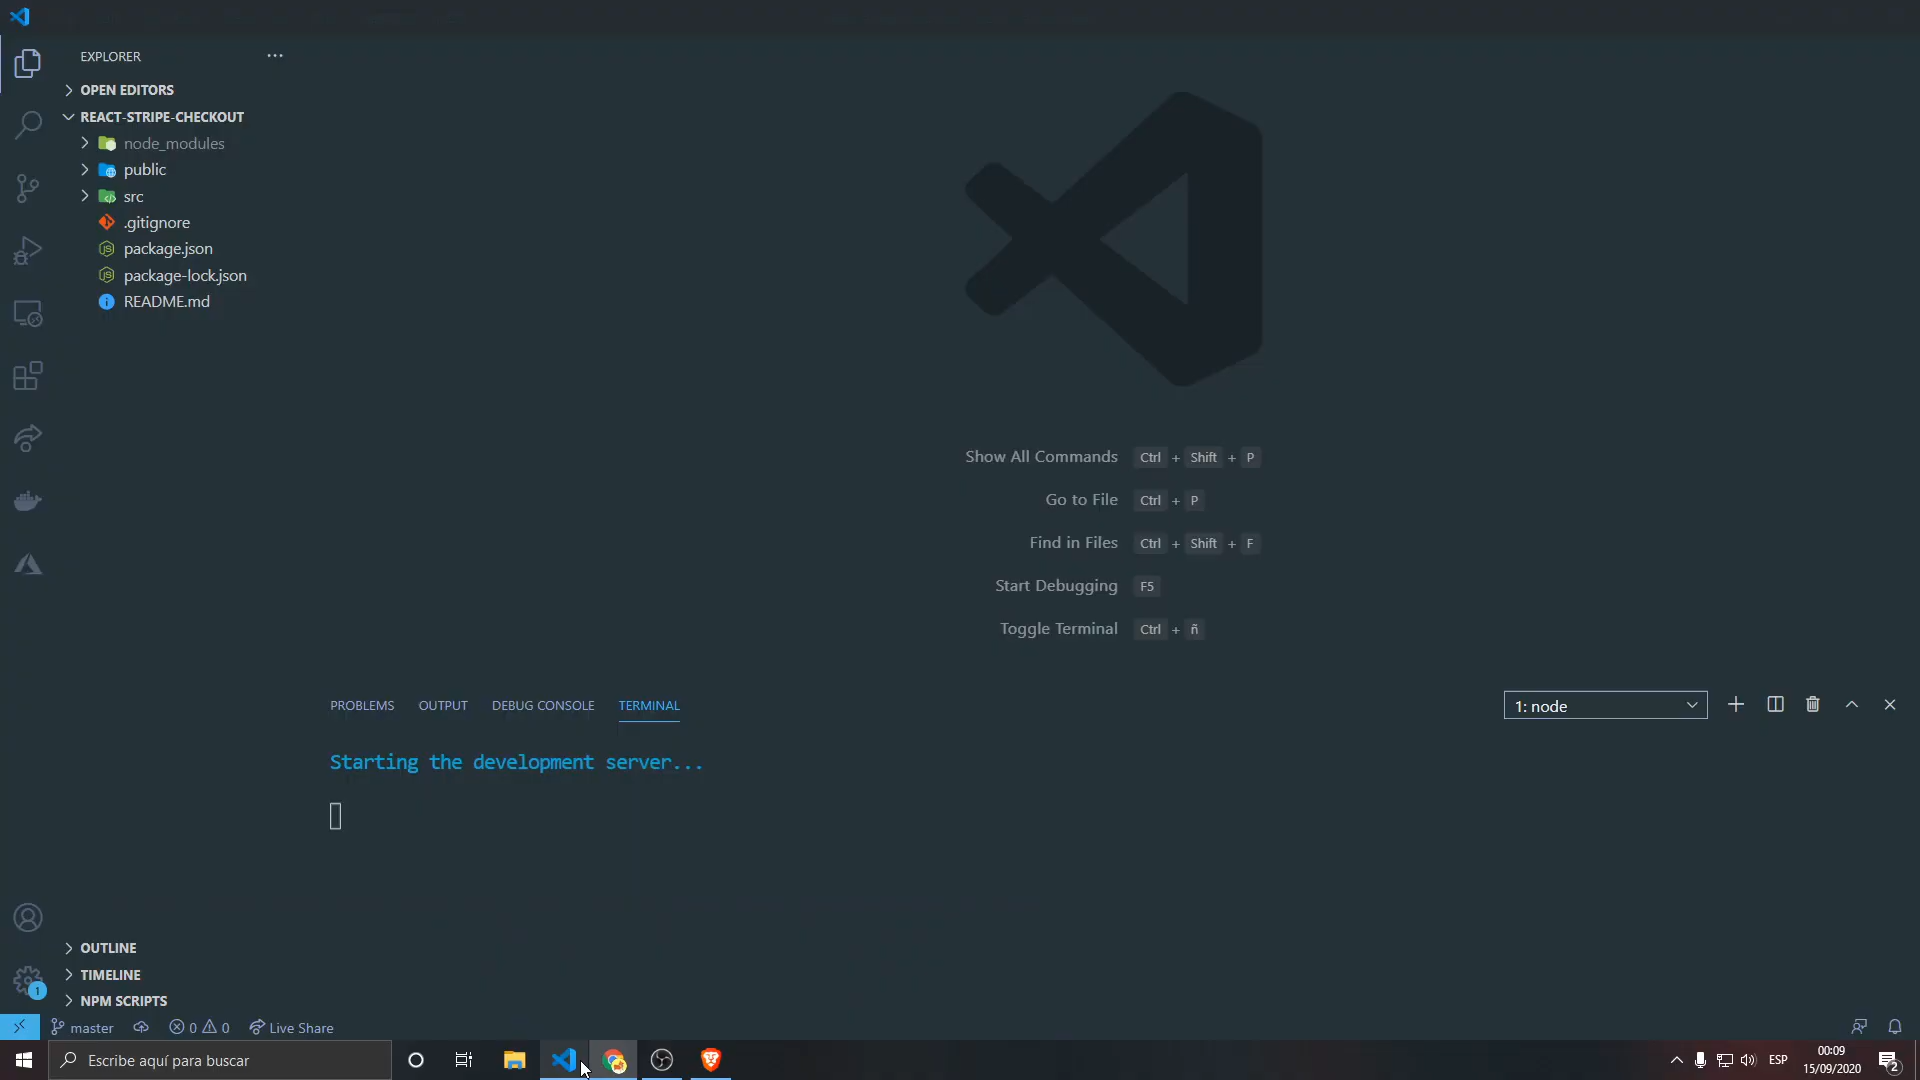 EXPLORER
OPEN EDITORS
REACT-STRIPE-CHECKOUT
node_modules
public
src
.gitignore
package.json
package-lock.json
README.md
Show All Commands Ctrl + Shift + P
Go to File Ctrl + P
Find in Files Ctrl + Shift + F
Start Debugging F5
Toggle Terminal Ctrl + ñ
PROBLEMS OUTPUT DEBUG CONSOLE TERMINAL
1: node
Starting the development server...
OUTLINE
TIMELINE
1
NPM SCRIPTS
master 0 0 Live Share
Escribe aquí para buscar
ESP
00:09
15/09/2020
2